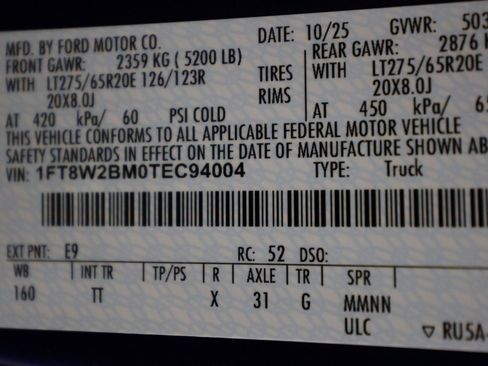 MFD. BY FORD MOTOR CO. DATE: 10/25 GVWR: 503
FRONT GAWR: 2359 KG ( 5200 LB) REAR GAWR: 2876 K
WITH LT275/65R20E 126/123R TIRES WITH LT275/65R20E
20X8.0J RIMS 20X8.0J
AT 420 kPa/ 60 PSI COLD AT 450 kPa/ 65
THIS VEHICLE CONFORMS TO ALL APPLICABLE FEDERAL MOTOR VEHICLE
SAFETY STANDARDS IN EFFECT ON THE DATE OF MANUFACTURE SHOWN AB
VIN: 1FT8W2BM0TEC94004 TYPE: Truck
EXT PNT: E9 RC: 52 DSO:
WB INT TR TP/PS R AXLE TR SPR
160 TT X 31 G MMNN
ULC ▽ RU5A-